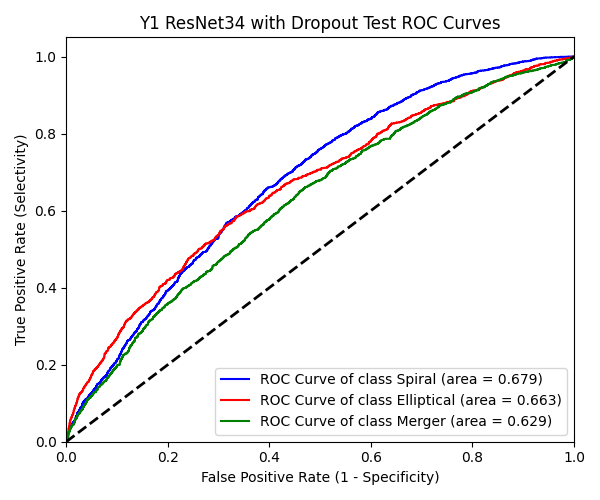 Y1 ResNet34 with Dropout Test ROC Curves
True Positive Rate (Selectivity)
1.0
0.8
0.6
0.4
0.2
0.0
ROC Curve of class Spiral (area = 0.679)
ROC Curve of class Elliptical (area = 0.663)
ROC Curve of class Merger (area = 0.629)
0.0 0.2 0.4 0.6 0.8 1.0
False Positive Rate (1 - Specificity)